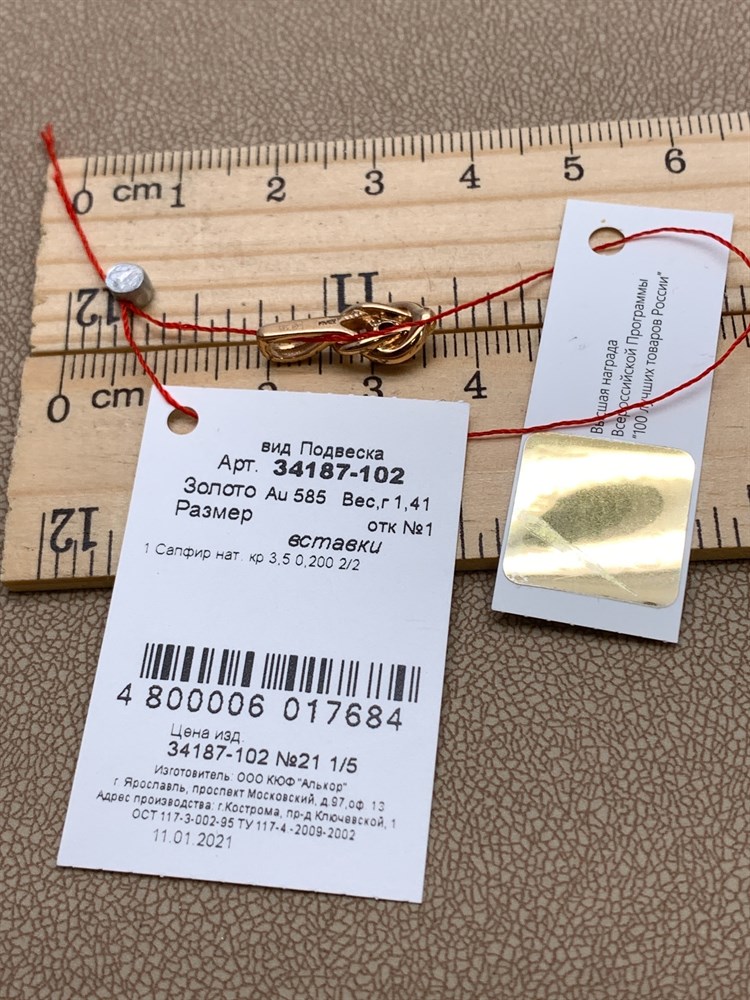 0 cm 1 2 3 4 5 6
12 11
0 cm 2 3 4
12
Высшая награда
Всероссийской Программы
"100 лучших товаров России"
вид Подвеска
Арт. 34187-102
Золото Au 585 Вес,г 1,41
Размер отк №1
вставки
1 Сапфир нат. кр 3,5 0,200 2/2
4 800006 017684
Цена изд.
34187-102 №21 1/5
Изготовитель: ООО КЮФ "Алькор"
г. Ярославль, проспект Московский, д.97,оф. 13
Адрес производства: г.Кострома, пр-д Ключевской, 1
ОСТ 117-3-002-95 ТУ 117-4-2009-2002
11.01.2021